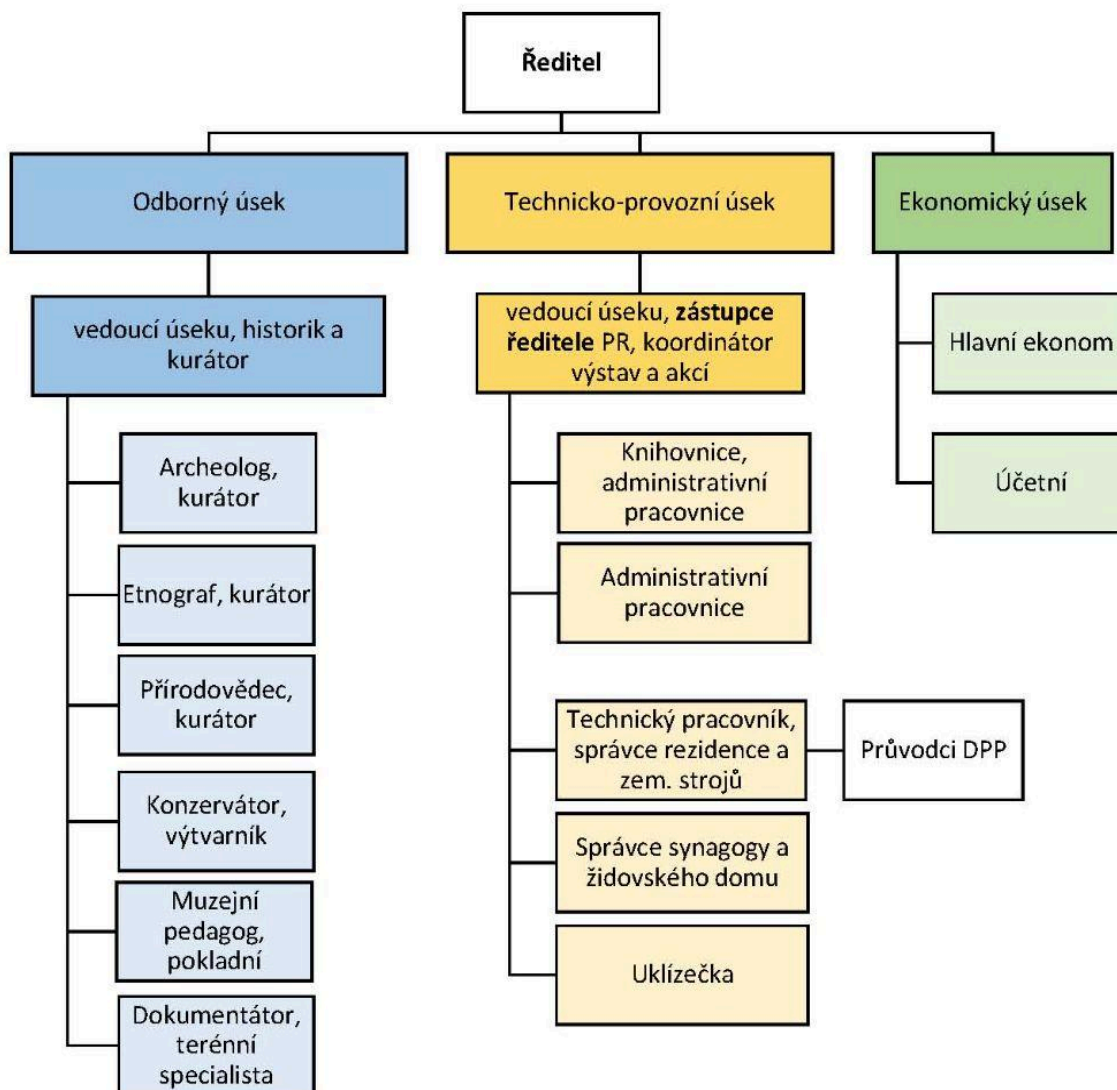 Ředitel
Odborný úsek
Technicko-provozní úsek
Ekonomický úsek
vedoucí úseku, historik a
kurátor
vedoucí úseku, zástupce
ředitele PR, koordinátor
výstav a akcí
Hlavní ekonom
Účetní
Archeolog,
kurátor
Etnograf, kurátor
Přírodovědec,
kurátor
Konzervátor,
výtvarník
Muzejní
pedagog,
pokladní
Dokumentátor,
terénní
specialista
Knihovnice,
administrativní
pracovnice
Administrativní
pracovnice
Technický pracovník,
správce rezidence a
zem. strojů
Průvodci DPP
Správce synagogy a
židovského domu
Uklízečka